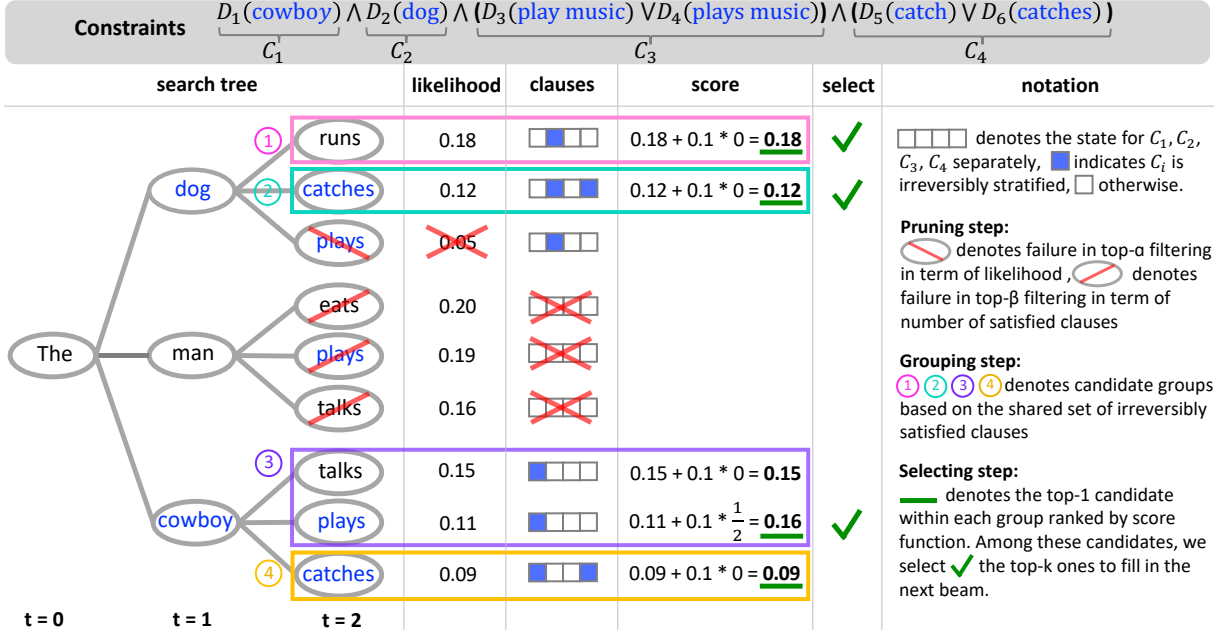 Constraints D₁(cowboy) ∧ D₂(dog) ∧ (D₃(play music) ∨D₄(plays music)) ∧ (D₅(catch) ∨ D₆(catches) )
C₁ C₂ C₃ C₄
search tree likelihood clauses score select notation
1 runs 0.18 0.18 + 0.1 * 0 = 0.18
dog 2 catches 0.12 0.12 + 0.1 * 0 = 0.12
plays 0.05
eats 0.20
The man plays 0.19
talks 0.16
3 talks 0.15 0.15 + 0.1 * 0 = 0.15
cowboy plays 0.11 0.11 + 0.1 * 1/2 = 0.16
4 catches 0.09 0.09 + 0.1 * 0 = 0.09
t = 0 t = 1 t = 2
denotes the state for C₁, C₂,
C₃, C₄ separately, indicates Cᵢ is
irreversibly stratified, otherwise.
Pruning step:
denotes failure in top-α filtering
in term of likelihood , denotes
failure in top-β filtering in term of
number of satisfied clauses
Grouping step:
1 2 3 4 denotes candidate groups
based on the shared set of irreversibly
satisfied clauses
Selecting step:
denotes the top-1 candidate
within each group ranked by score
function. Among these candidates, we
select the top-k ones to fill in the
next beam.